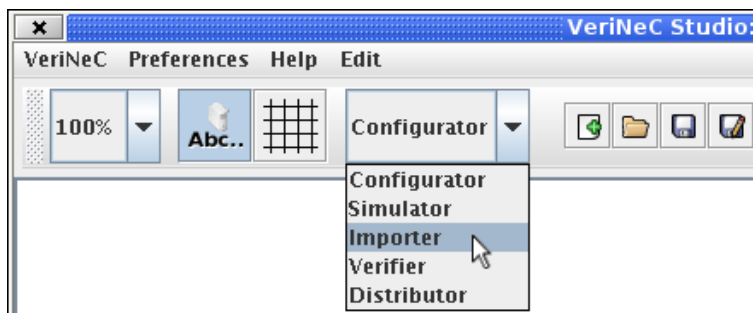 VeriNeC Studio:
VeriNeC Preferences Help Edit
100% Abc.. Configurator
Configurator
Simulator
Importer
Verifier
Distributor